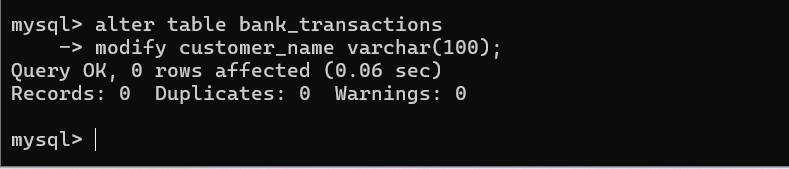 mysql> alter table bank_transactions
    -> modify customer_name varchar(100);
Query OK, 0 rows affected (0.06 sec)
Records: 0  Duplicates: 0  Warnings: 0
mysql>